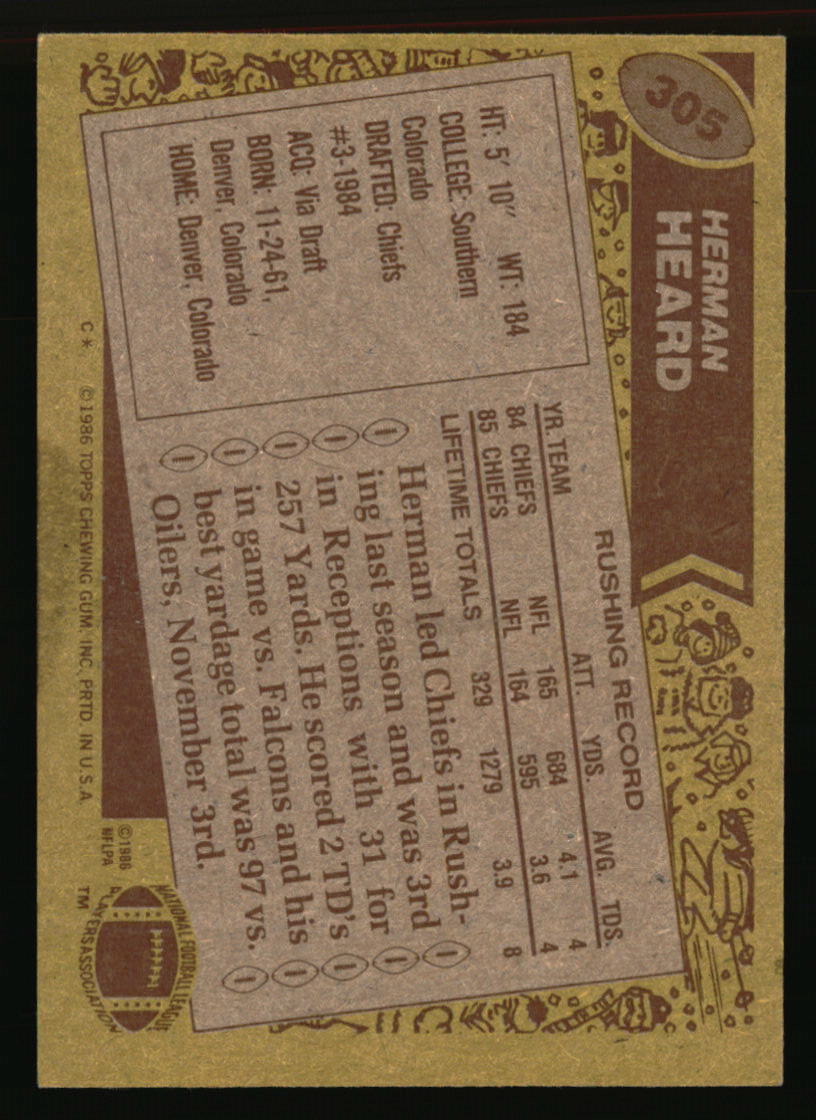 305
HERMAN
HEARD
HT: 5' 10" WT: 184
COLLEGE: Southern
Colorado
DRAFTED: Chiefs
#3-1984
ACQ: Via Draft
BORN: 11-24-61,
Denver, Colorado
HOME: Denver, Colorado
RUSHING RECORD
YR. TEAM ATT. YDS. AVG. TDS.
84 CHIEFS NFL 165 684 4.1 4
85 CHIEFS NFL 164 595 3.6 4
LIFETIME TOTALS 329 1279 3.9 8
Herman led Chiefs in Rush-
ing last season and was 3rd
in Receptions with 31 for
257 Yards. He scored 2 TD's
in game vs. Falcons and his
best yardage total was 97 vs.
Oilers, November 3rd.
C* ©1986 TOPPS CHEWING GUM, INC. PRTD. IN U.S.A.
©1986
NFLPA
NATIONAL FOOTBALL LEAGUE
PLAYERS ASSOCIATION
TM